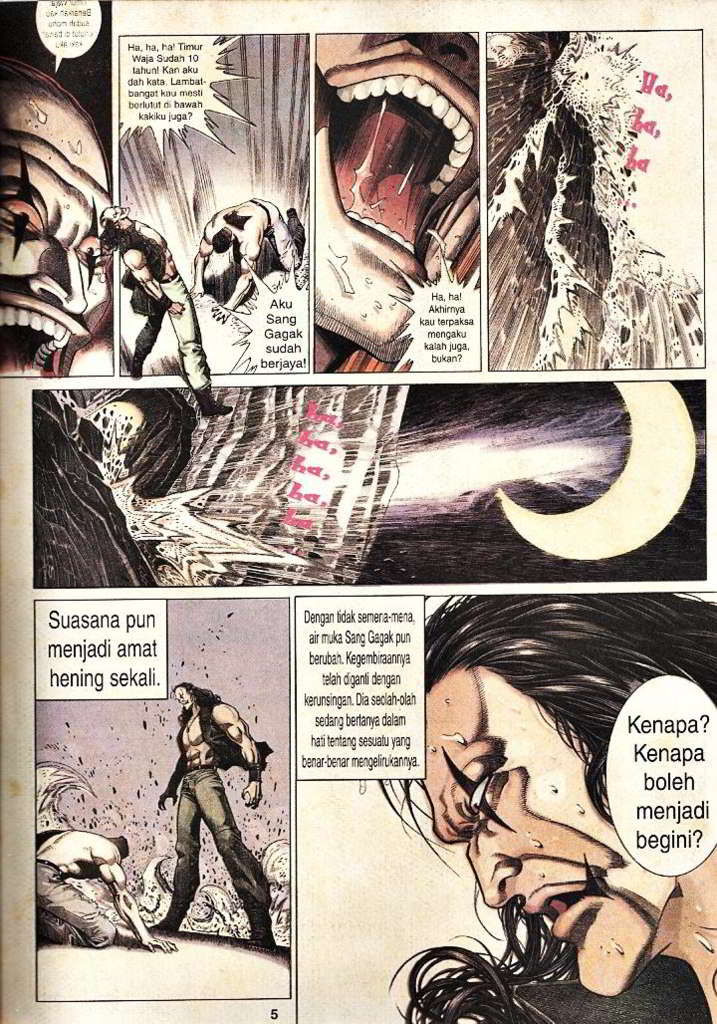 Ha, ha, ha! Timur
Waja Sudah 10
tahun! Kan aku
dah kata. Lambat-
bangat kau mesti
berlutut di bawah
kakiku juga?
Aku
Sang
Gagak
sudah
berjaya!
Ha, ha!
Akhirnya
kau terpaksa
mengaku
kalah juga,
bukan?
Ha,
ha,
ha
...
Ha,
ha,
ha,
ha,
ha
...
Suasana pun
menjadi amat
hening sekali.
Dengan tidak semena-mena,
air muka Sang Gagak pun
berubah. Kegembiraannya
telah diganti dengan
kerunsingan. Dia seolah-olah
sedang bertanya dalam
hati tentang sesuatu yang
benar-benar mengelirukannya.
Kenapa?
Kenapa
boleh
menjadi
begini?
5